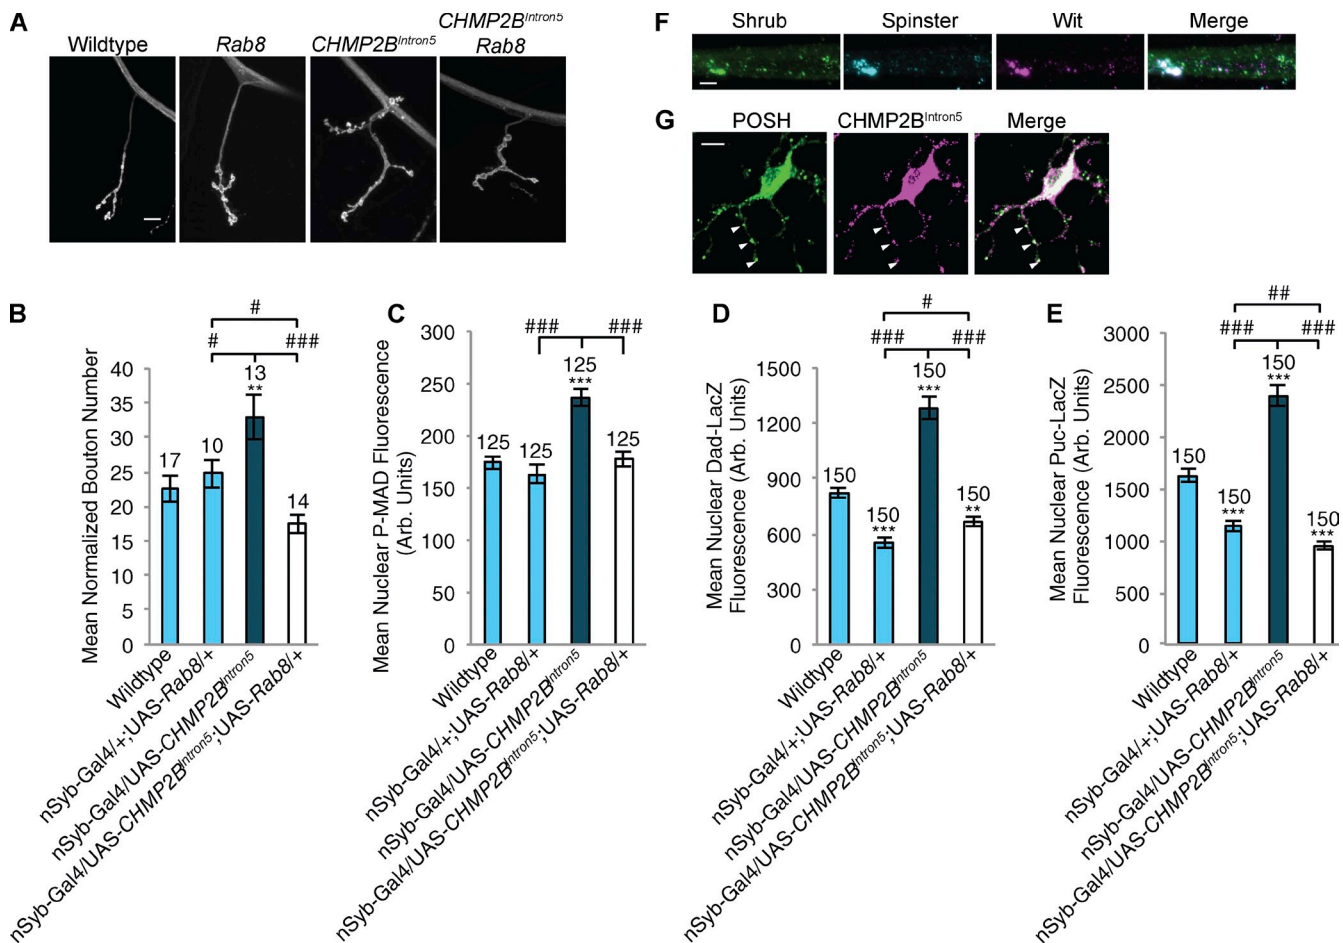 A
Wildtype
Rab8
CHMP2B^Intron5
CHMP2B^Intron5
Rab8
F
Shrub
Spinster
Wit
Merge
G
POSH
CHMP2B^Intron5
Merge
B
Mean Normalized Bouton Number
40
35
30
25
20
15
10
5
0
17
10
13
**
14
#
###
#
Wildtype
nSyb-Gal4/+;UAS-Rab8/+
nSyb-Gal4/UAS-CHMP2B^Intron5
nSyb-Gal4/UAS-CHMP2B^Intron5;UAS-Rab8/+
C
Mean Nuclear P-MAD Fluorescence
(Arb. Units)
300
250
200
150
100
50
0
125
125
125
***
125
###
###
Wildtype
nSyb-Gal4/+;UAS-Rab8/+
nSyb-Gal4/UAS-CHMP2B^Intron5
nSyb-Gal4/UAS-CHMP2B^Intron5;UAS-Rab8/+
D
Mean Nuclear Dad-LacZ
Fluorescence (Arb. Units)
1500
1200
900
600
300
0
150
150
***
150
***
150
**
#
###
###
Wildtype
nSyb-Gal4/+;UAS-Rab8/+
nSyb-Gal4/UAS-CHMP2B^Intron5
nSyb-Gal4/UAS-CHMP2B^Intron5;UAS-Rab8/+
E
Mean Nuclear Puc-LacZ
Fluorescence (Arb. Units)
3000
2500
2000
1500
1000
500
0
150
150
***
150
***
150
***
##
###
###
Wildtype
nSyb-Gal4/+;UAS-Rab8/+
nSyb-Gal4/UAS-CHMP2B^Intron5
nSyb-Gal4/UAS-CHMP2B^Intron5;UAS-Rab8/+